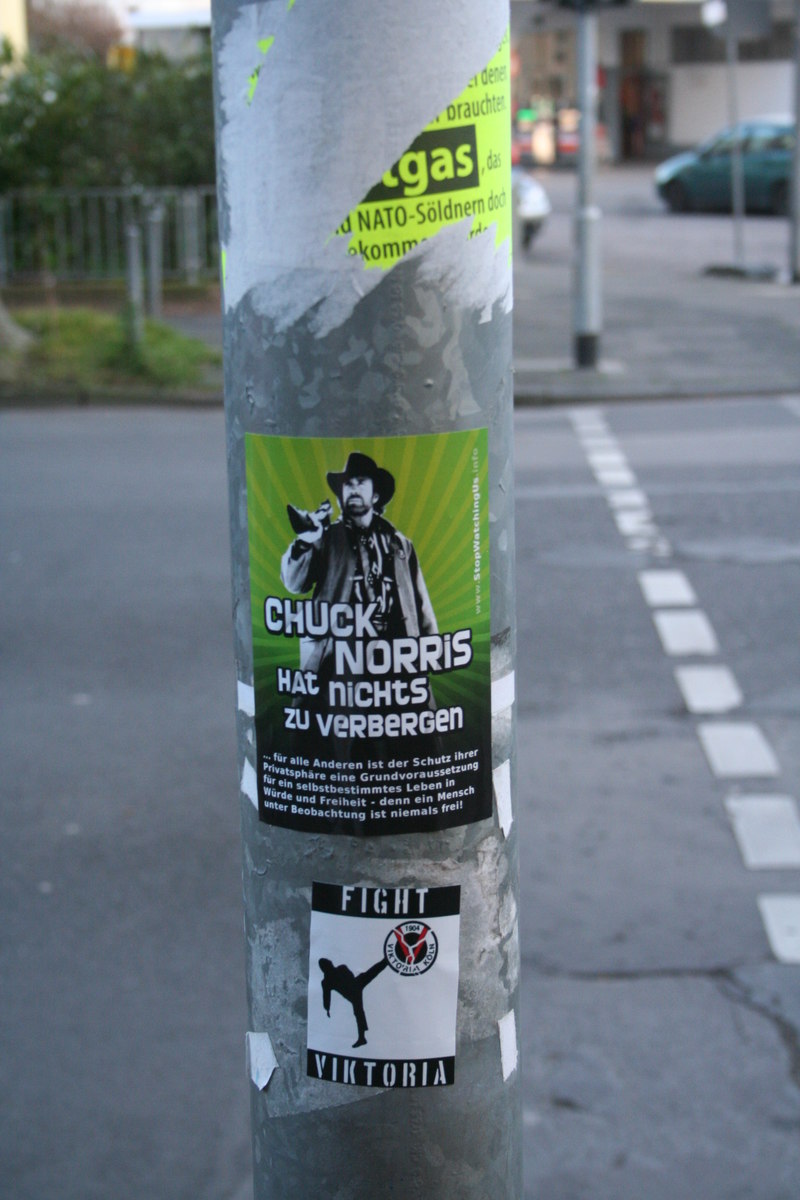 denen
brauchten
tgas, das
NATO-Söldnern doch
www.StopWatchingUs.info
CHUCK
NORRIS
HAT NICHTS
ZU VERBERGEN
... für alle Anderen ist der Schutz ihrer
Privatsphäre eine Grundvoraussetzung
für ein selbstbestimmtes Leben in
Würde und Freiheit - denn ein Mensch
unter Beobachtung ist niemals frei!
FIGHT
1904
VIKTORIA KÖLN
VIKTORIA